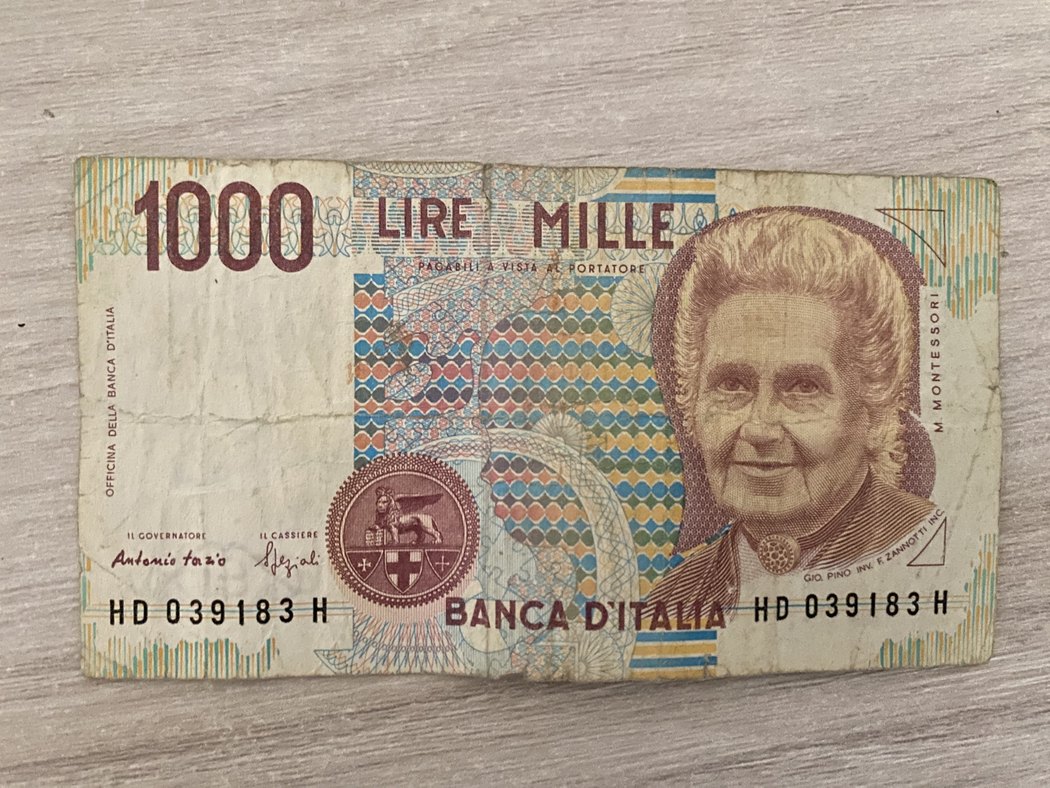 1000 LIRE MILLE
PAGABILI A VISTA AL PORTATORE
OFFICINA DELLA BANCA D'ITALIA
M MONTESSORI
IL GOVERNATORE
IL CASSIERE
Antonio Fazio
Speziali
GIO. PINO INV. F. ZANNOTTI INC.
HD 039183 H
BANCA D'ITALIA
HD 039183 H